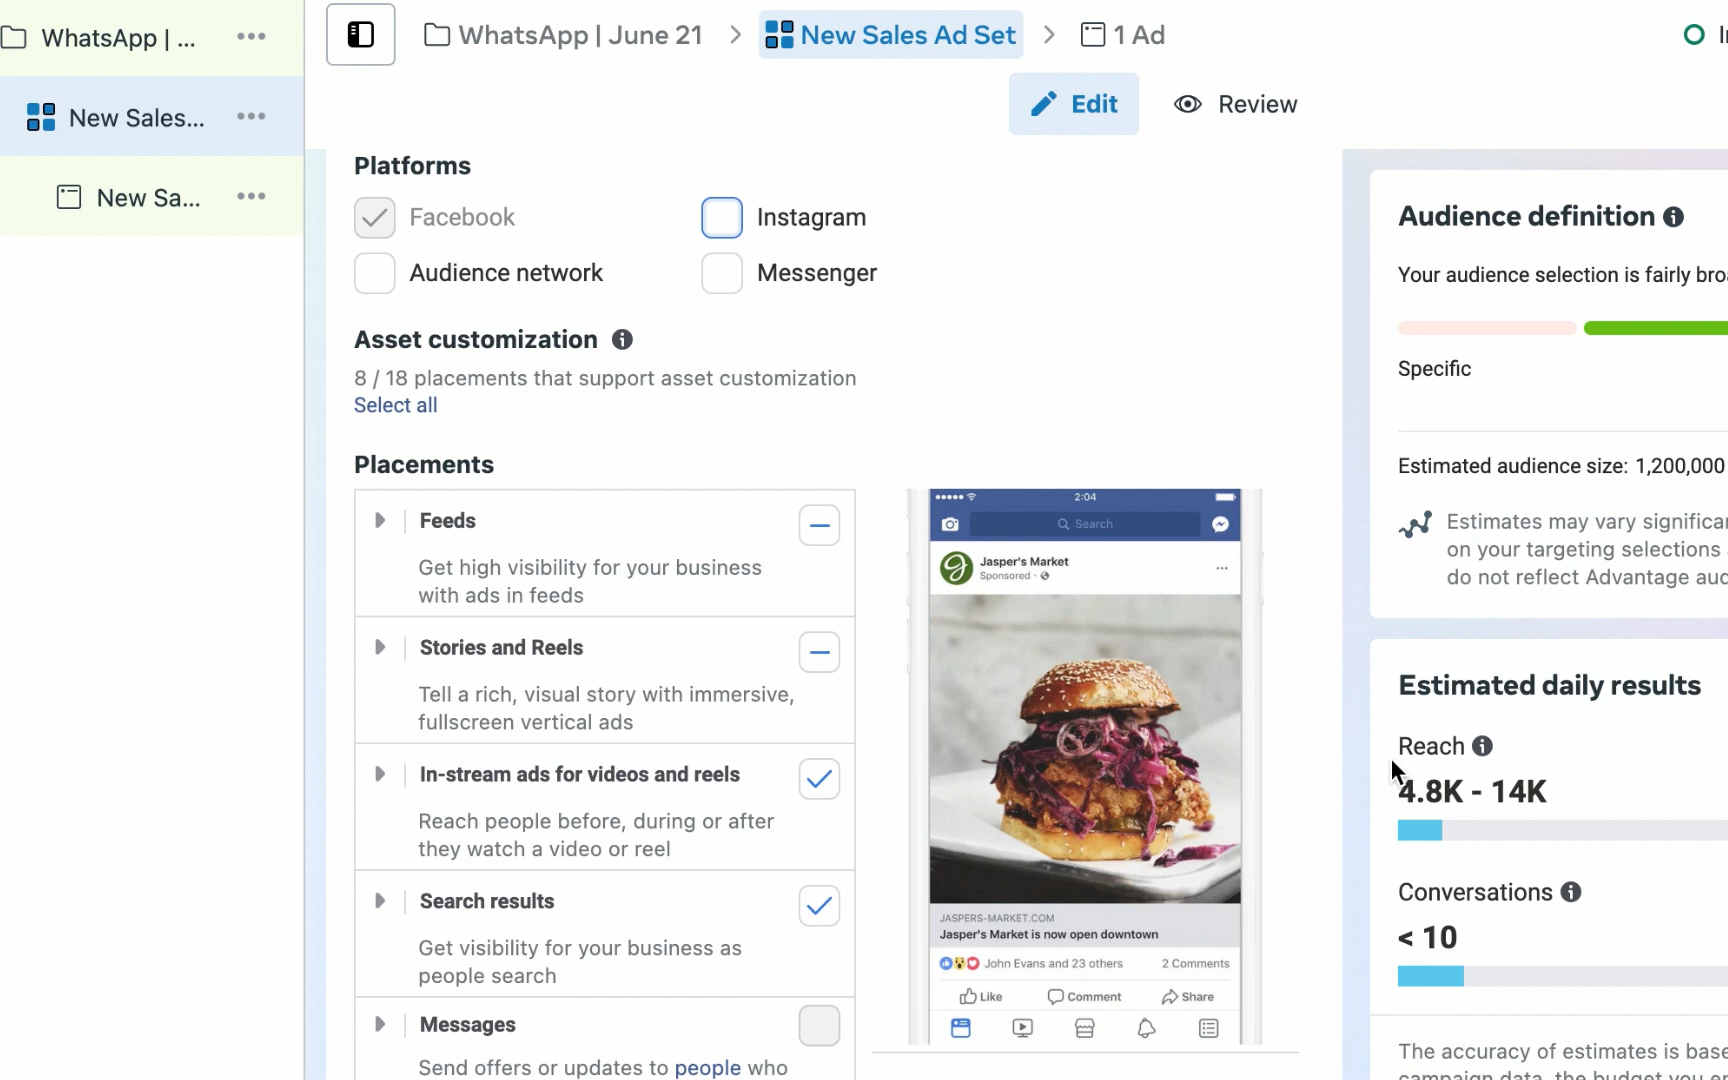 WhatsApp | ...
New Sales...
New Sa...
WhatsApp | June 21
New Sales Ad Set
1 Ad
Edit
Review
Platforms
Facebook
Instagram
Audience network
Messenger
Asset customization
8 / 18 placements that support asset customization
Select all
Placements
Feeds
Get high visibility for your business
with ads in feeds
Stories and Reels
Tell a rich, visual story with immersive,
fullscreen vertical ads
In-stream ads for videos and reels
Reach people before, during or after
they watch a video or reel
Search results
Get visibility for your business as
people search
Messages
Send offers or updates to people who
2:04
Search
Jasper's Market
Sponsored ·
JASPERS-MARKET.COM
Jasper's Market is now open downtown
John Evans and 23 others
2 Comments
Like
Comment
Share
Audience definition
Your audience selection is fairly
Specific
Estimated audience size: 1,200,000
Estimates may vary
on your targeting selections
do not reflect Advantage
Estimated daily results
Reach
4.8K - 14K
Conversations
< 10
The accuracy of estimates is
campaign data, the budget you